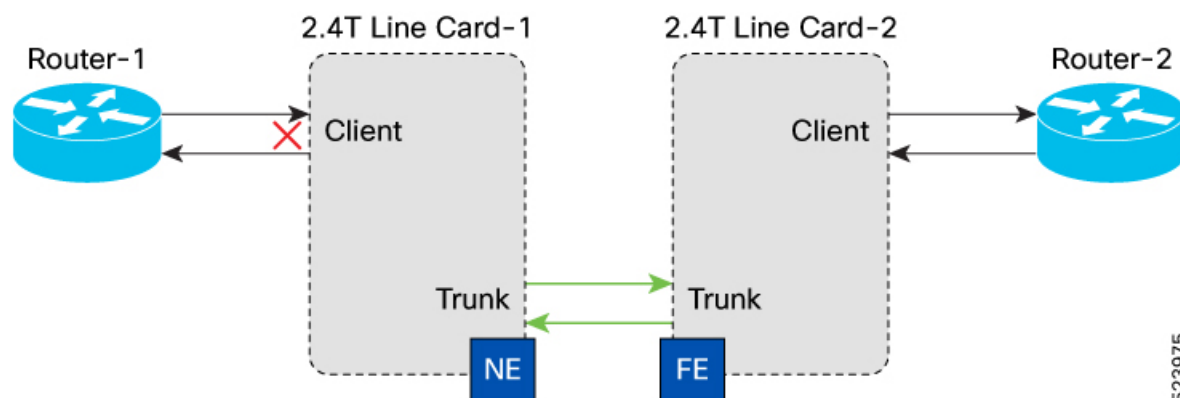 2.4T Line Card-1
2.4T Line Card-2
Router-1
Router-2
Client
Client
Trunk
Trunk
NE
FE
523975